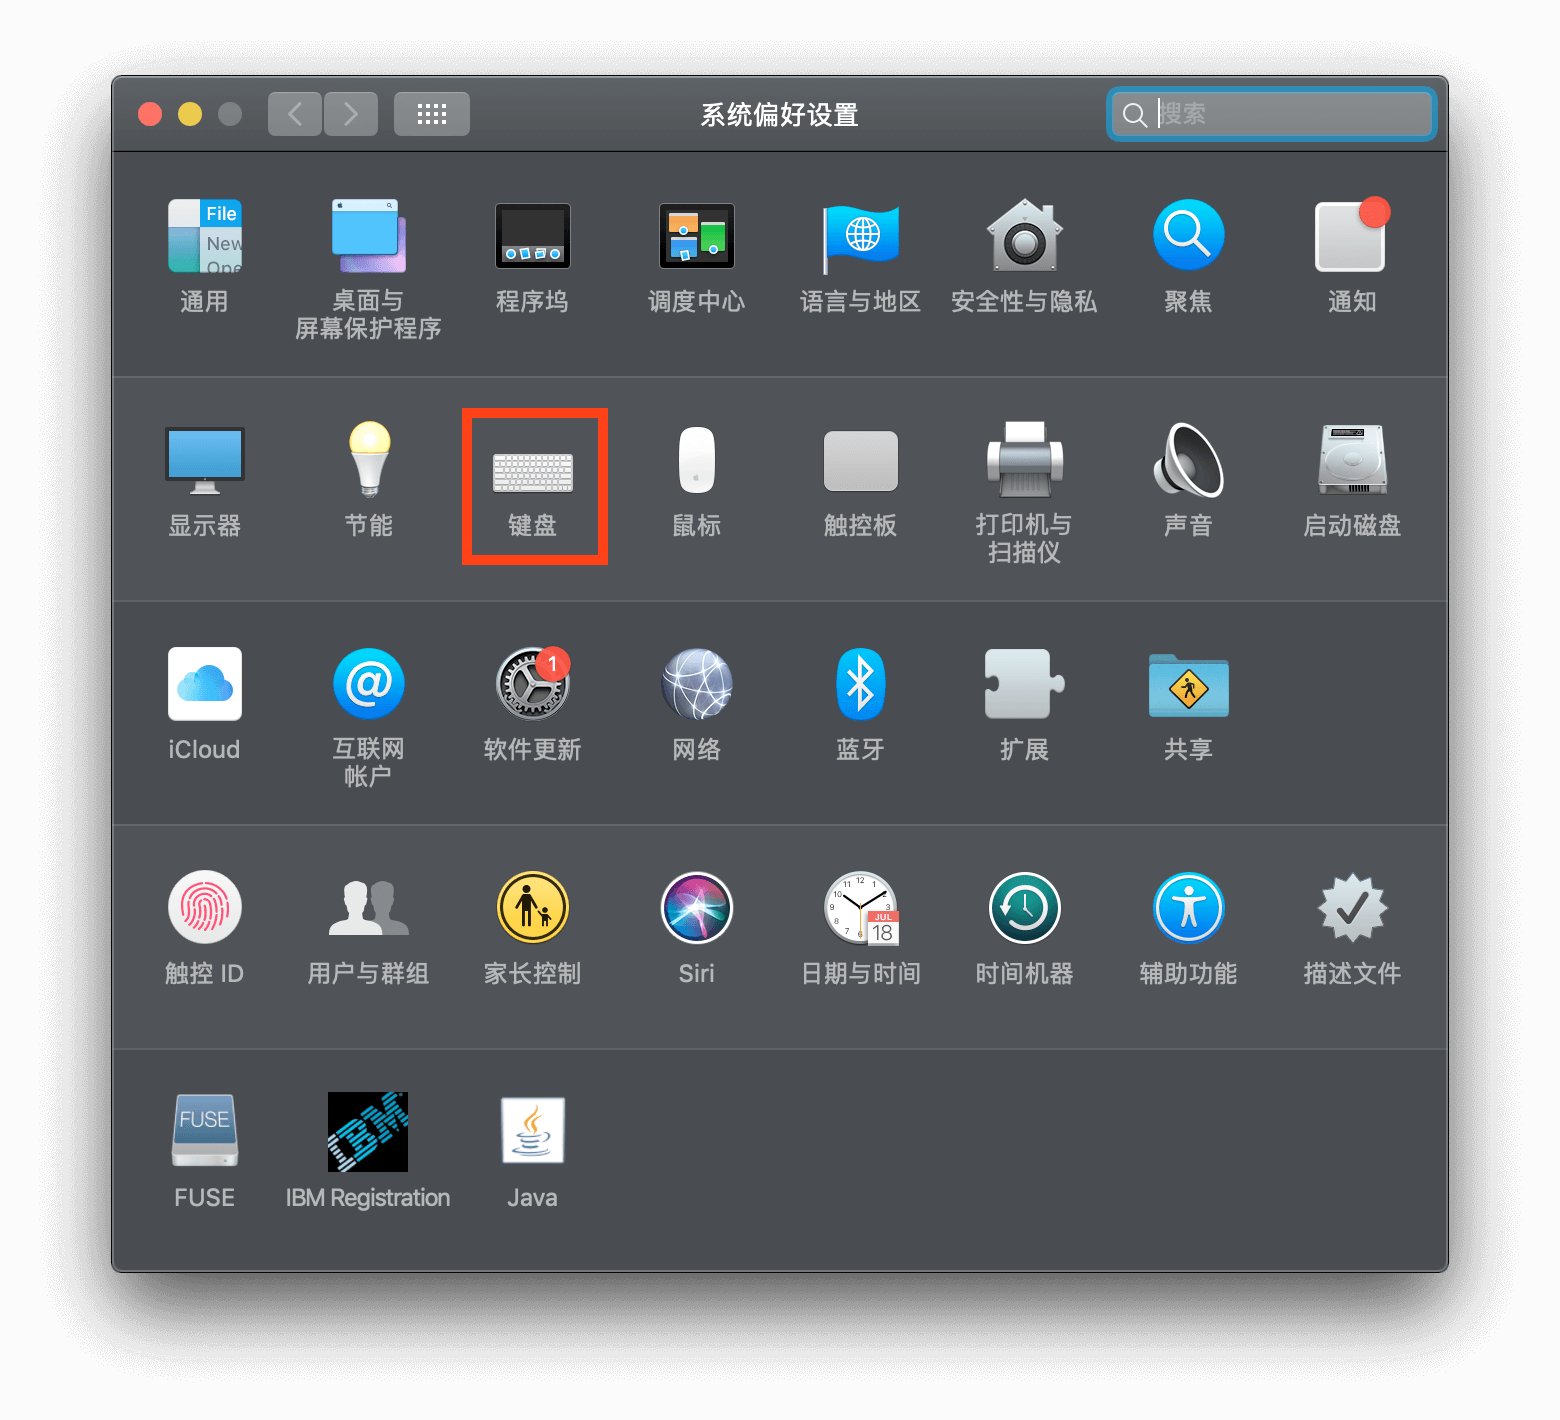 系统偏好设置
搜索
File
New
Ope
通用
桌面与
屏幕保护程序
程序坞
调度中心
语言与地区
安全性与隐私
聚焦
通知
显示器
节能
键盘
鼠标
触控板
打印机与
扫描仪
声音
启动磁盘
@
1
iCloud
互联网
帐户
软件更新
网络
蓝牙
扩展
共享
JUL
18
触控 ID
用户与群组
家长控制
Siri
日期与时间
时间机器
辅助功能
描述文件
FUSE
IBM
FUSE
IBM Registration
Java